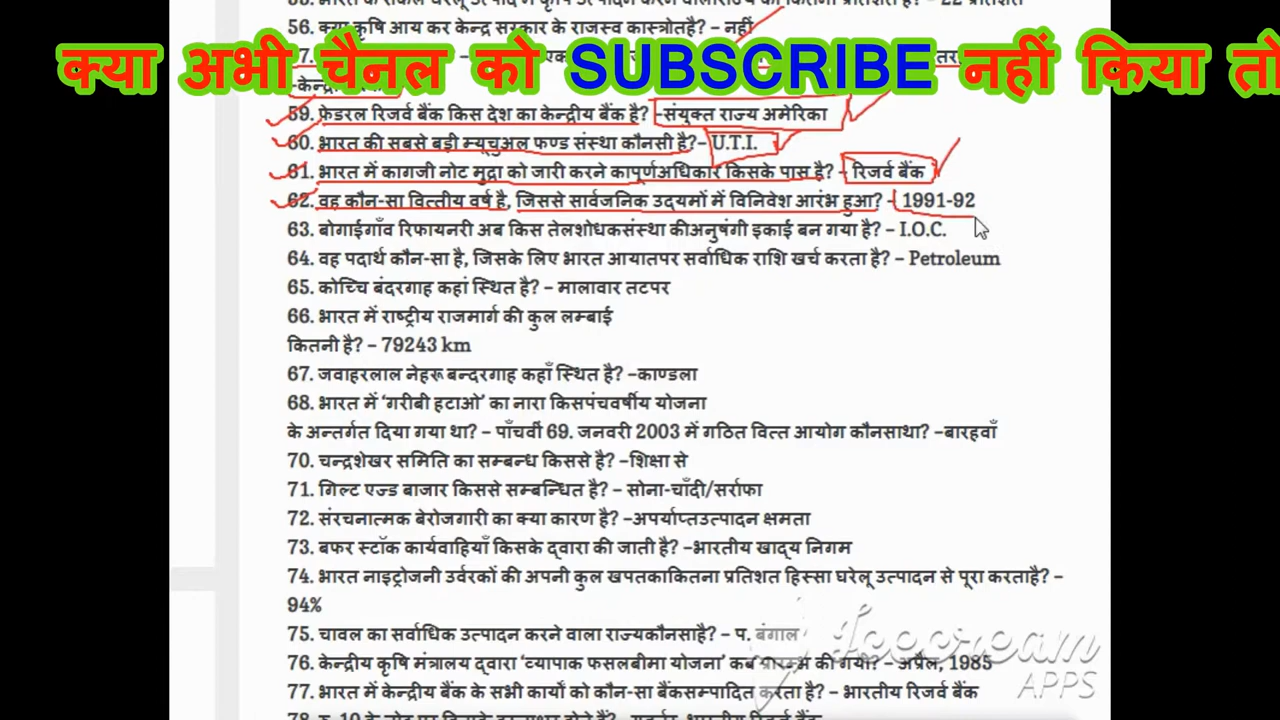 56. क्या कृषि आय कर केन्द्र सरकार के राजस्व कास्त्रोतहै? – नहीं
क्या अभी चैनल को SUBSCRIBE नहीं किया तो
59. फेडरल रिजर्व बैंक किस देश का केन्द्रीय बैंक है? –संयुक्त राज्य अमेरिका
60. भारत की सबसे बड़ी म्यूचुअल फण्ड संस्था कौनसी है?– U.T.I.
61. भारत में कागजी नोट मुद्रा को जारी करने कापूर्णअधिकार किसके पास है? – रिजर्व बैंक
62. वह कौन-सा वित्तीय वर्ष है, जिससे सार्वजनिक उद्यमों में विनिवेश आरंभ हुआ? – 1991-92
63. बोगाईगाँव रिफायनरी अब किस तेलशोधकसंस्था कीअनुषंगी इकाई बन गया है? – I.O.C.
64. वह पदार्थ कौन-सा है, जिसके लिए भारत आयातपर सर्वाधिक राशि खर्च करता है? – Petroleum
65. कोच्चि बंदरगाह कहां स्थित है? – मालावार तटपर
66. भारत में राष्ट्रीय राजमार्ग की कुल लम्बाई
कितनी है? – 79243 km
67. जवाहरलाल नेहरू बन्दरगाह कहाँ स्थित है? –काण्डला
68. भारत में ‘गरीबी हटाओ’ का नारा किसपंचवर्षीय योजना
के अन्तर्गत दिया गया था? – पाँचवीं 69. जनवरी 2003 में गठित वित्त आयोग कौनसाथा? –बारहवाँ
70. चन्द्रशेखर समिति का सम्बन्ध किससे है? –शिक्षा से
71. गिल्ट एज्ड बाजार किससे सम्बन्धित है? – सोना-चाँदी/सर्राफा
72. संरचनात्मक बेरोजगारी का क्या कारण है? –अपर्याप्तउत्पादन क्षमता
73. बफर स्टॉक कार्यवाहियाँ किसके द्वारा की जाती है? –भारतीय खाद्य निगम
74. भारत नाइट्रोजनी उर्वरकों की अपनी कुल खपतकाकितना प्रतिशत हिस्सा घरेलू उत्पादन से पूरा करताहै? –
94%
75. चावल का सर्वाधिक उत्पादन करने वाला राज्यकौनसाहै? – प. बंगाल
76. केन्द्रीय कृषि मंत्रालय द्वारा ‘व्यापाक फसलबीमा योजना’ कब प्रारम्भ की गयी? – अप्रैल, 1985
77. भारत में केन्द्रीय बैंक के सभी कार्यों को कौन-सा बैंकसम्पादित करता है? – भारतीय रिजर्व बैंक
Icecream
APPS